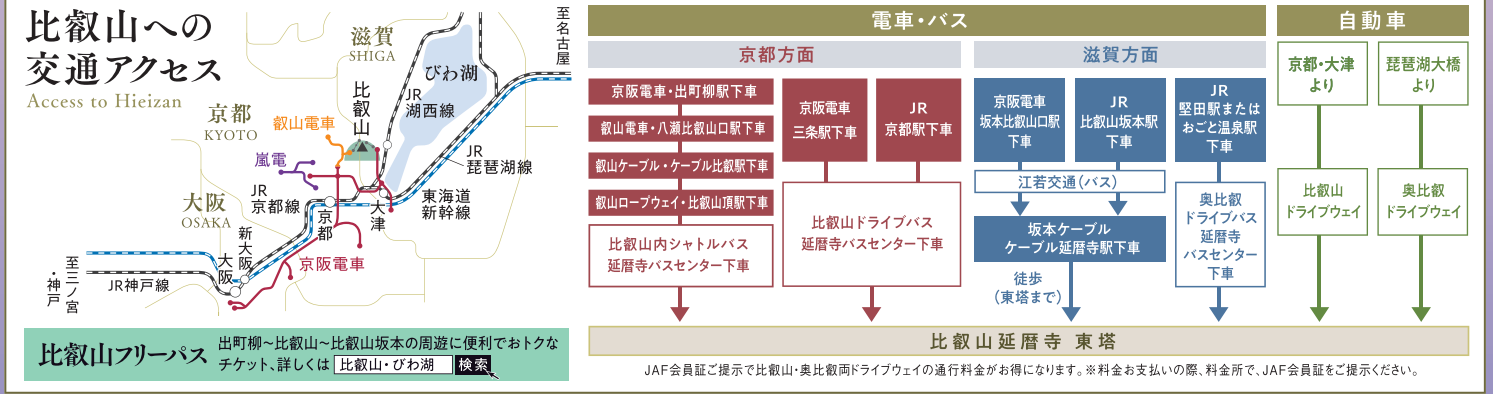 比叡山への
交通アクセス
Access to Hieizan
滋賀
SHIGA
至名古屋
びわ湖
京都
KYOTO
比叡山
JR
湖西線
叡山電車
嵐電
JR
琵琶湖線
大阪
OSAKA
JR
京都線
京都
大津
東海道
新幹線
新大阪
大阪
京阪電車
至三ノ宮
・神戸
JR神戸線
比叡山フリーパス
出町柳~比叡山~比叡山坂本の周遊に便利でおトクな
チケット、詳しくは 比叡山・びわ湖 検索
電車・バス
京都方面
京阪電車・出町柳駅下車
叡山電車・八瀬比叡山口駅下車
叡山ケーブル・ケーブル比叡駅下車
叡山ロープウェイ・比叡山頂駅下車
比叡山内シャトルバス
延暦寺バスセンター下車
京阪電車
三条駅下車
JR
京都駅下車
比叡山ドライブバス
延暦寺バスセンター下車
滋賀方面
京阪電車
坂本比叡山口駅
下車
JR
比叡山坂本駅
下車
江若交通(バス)
坂本ケーブル
ケーブル延暦寺駅下車
徒歩
(東塔まで)
JR
堅田駅または
おごと温泉駅
下車
奥比叡
ドライブバス
延暦寺
バスセンター
下車
自動車
京都・大津
より
比叡山
ドライブウェイ
琵琶湖大橋
より
奥比叡
ドライブウェイ
比叡山延暦寺 東塔
JAF会員証ご提示で比叡山・奥比叡両ドライブウェイの通行料金がお得になります。※料金お支払いの際、料金所で、JAF会員証をご提示ください。